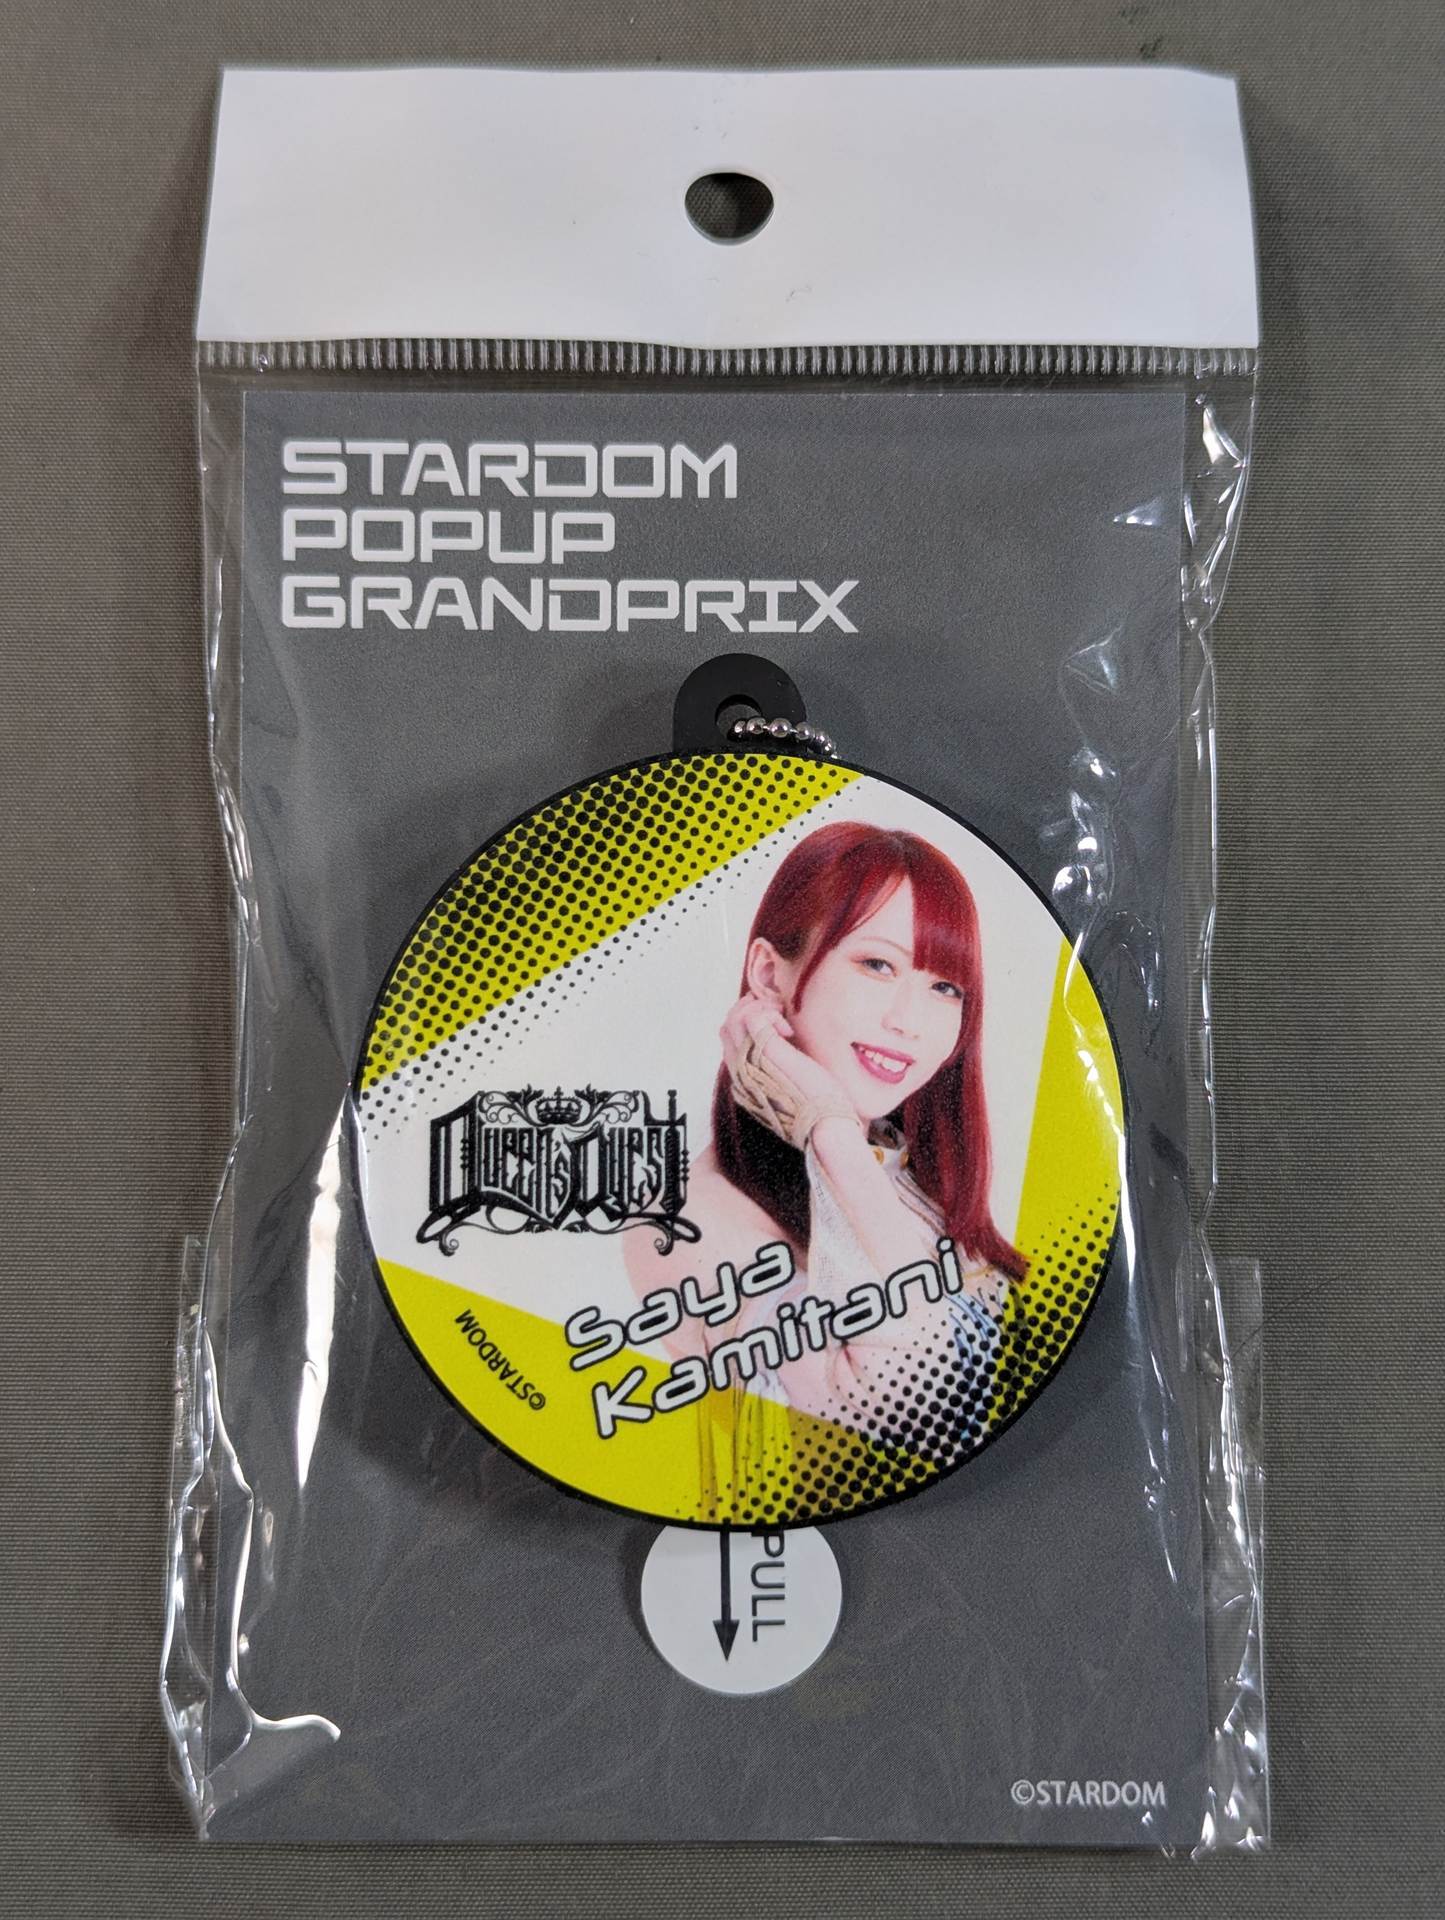 STARDOM
POPUP
GRANDPRIX
QUEEN'S QUEST
Saya
Kamitani
©STARDOM
PULL
©STARDOM